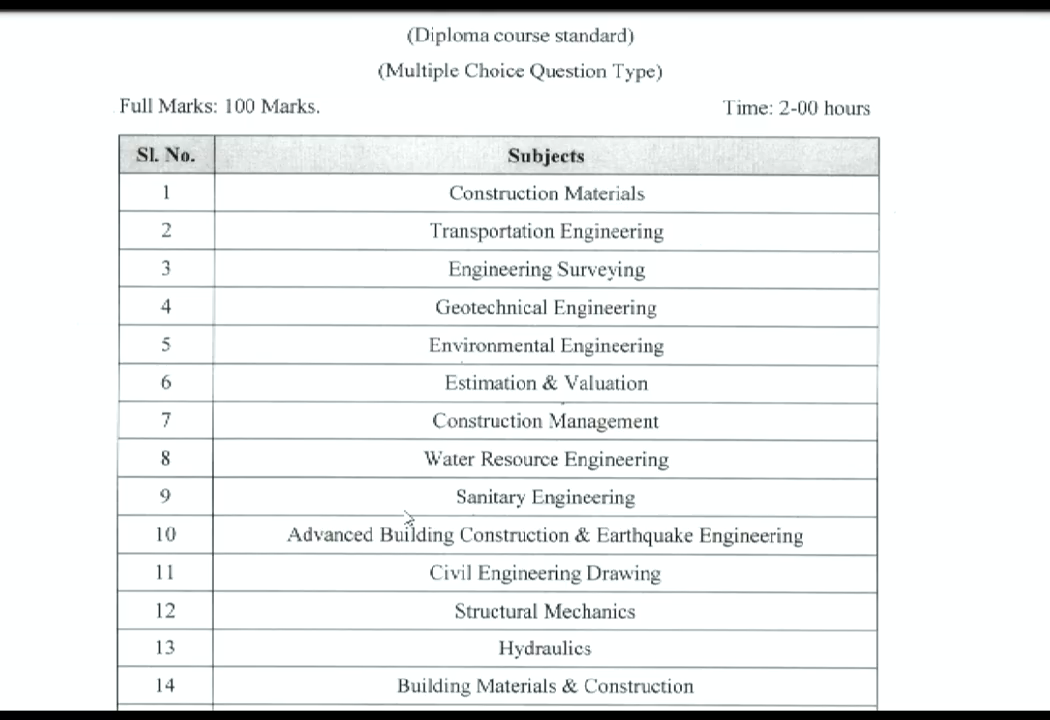 (Diploma course standard)
(Multiple Choice Question Type)
Full Marks: 100 Marks. Time: 2-00 hours
Sl. No. Subjects
1 Construction Materials
2 Transportation Engineering
3 Engineering Surveying
4 Geotechnical Engineering
5 Environmental Engineering
6 Estimation & Valuation
7 Construction Management
8 Water Resource Engineering
9 Sanitary Engineering
10 Advanced Building Construction & Earthquake Engineering
11 Civil Engineering Drawing
12 Structural Mechanics
13 Hydraulics
14 Building Materials & Construction